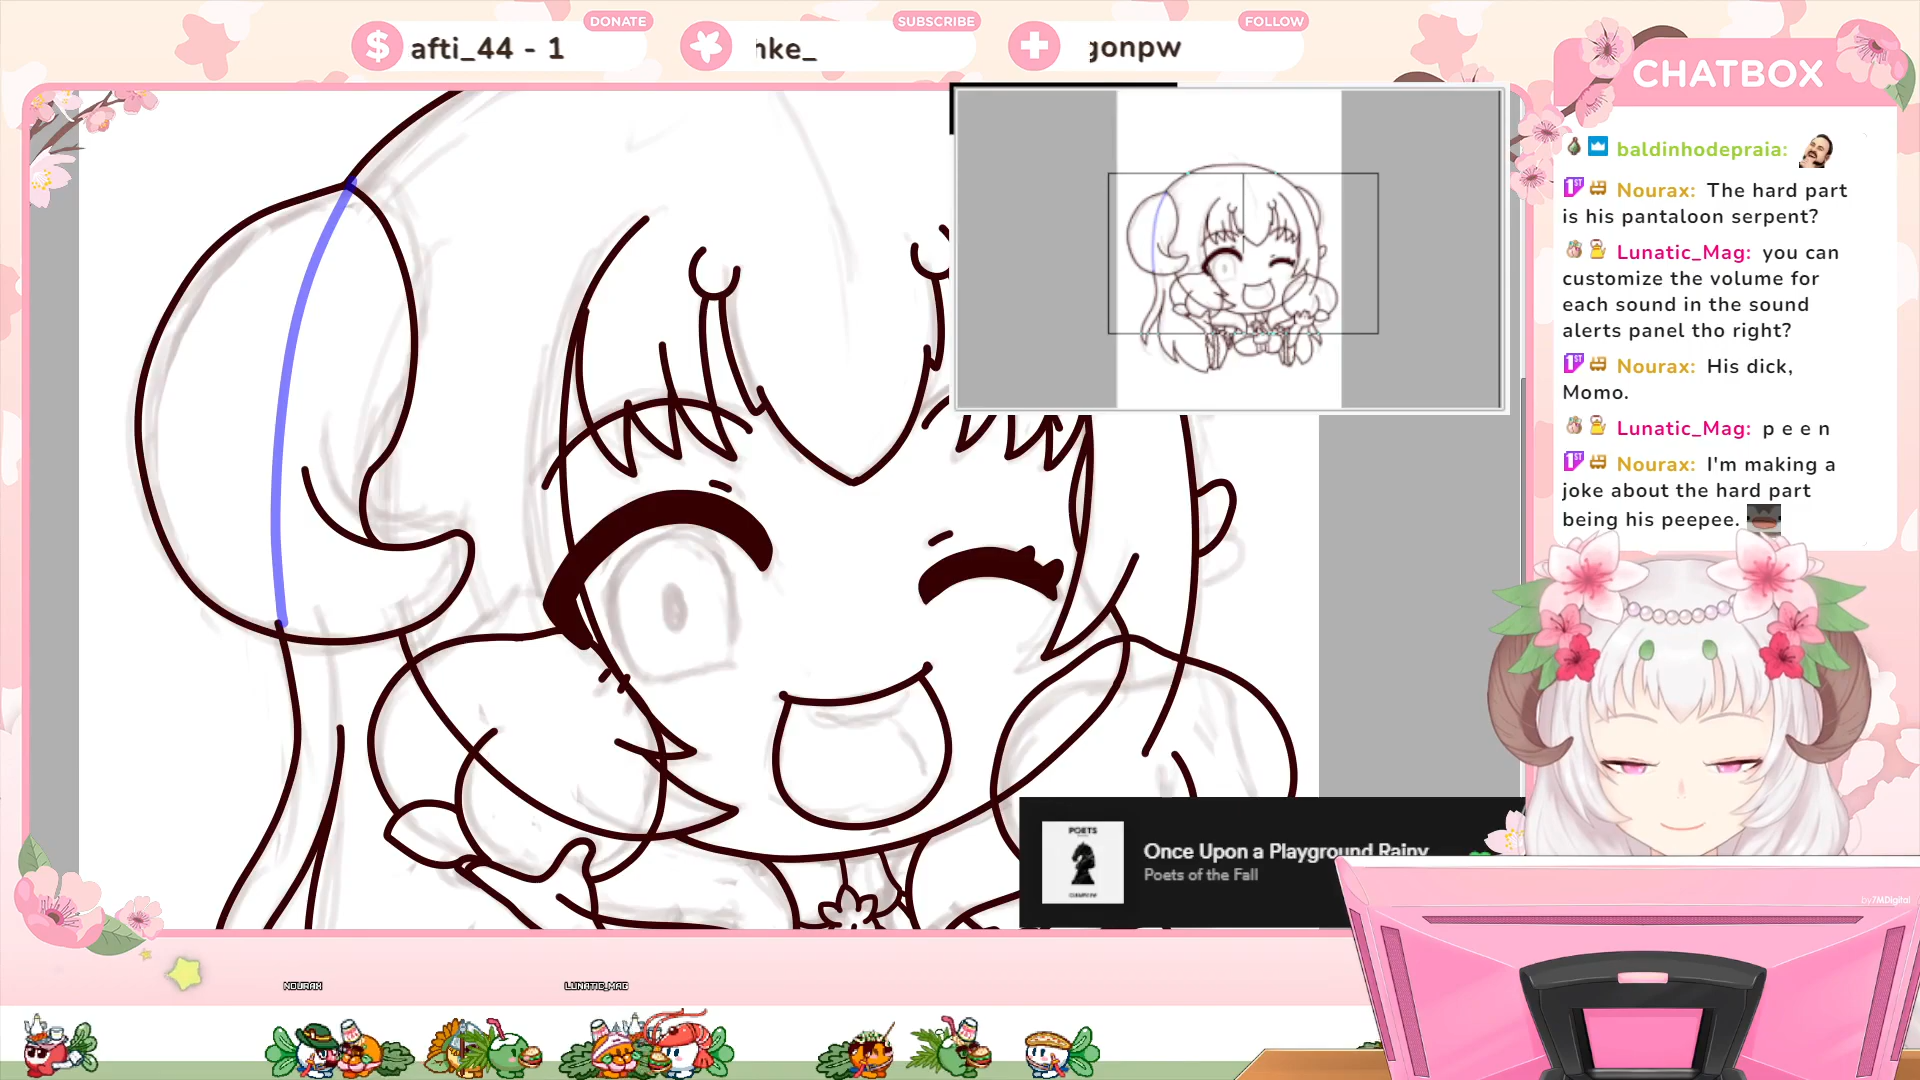 DONATE
afti_44 - 1
SUBSCRIBE
hke_
FOLLOW
gonpw
CHATBOX
baldinhodepraia:
Nourax: The hard part
is his pantaloon serpent?
Lunatic_Mag: you can
customize the volume for
each sound in the sound
alerts panel tho right?
Nourax: His dick,
Momo.
Lunatic_Mag: p e e n
Nourax: I'm making a
joke about the hard part
being his peepee.
POETS
Once Upon a Playground Rainy
Poets of the Fall
by7MDigital
NOURAX
LUNATIC_MAG